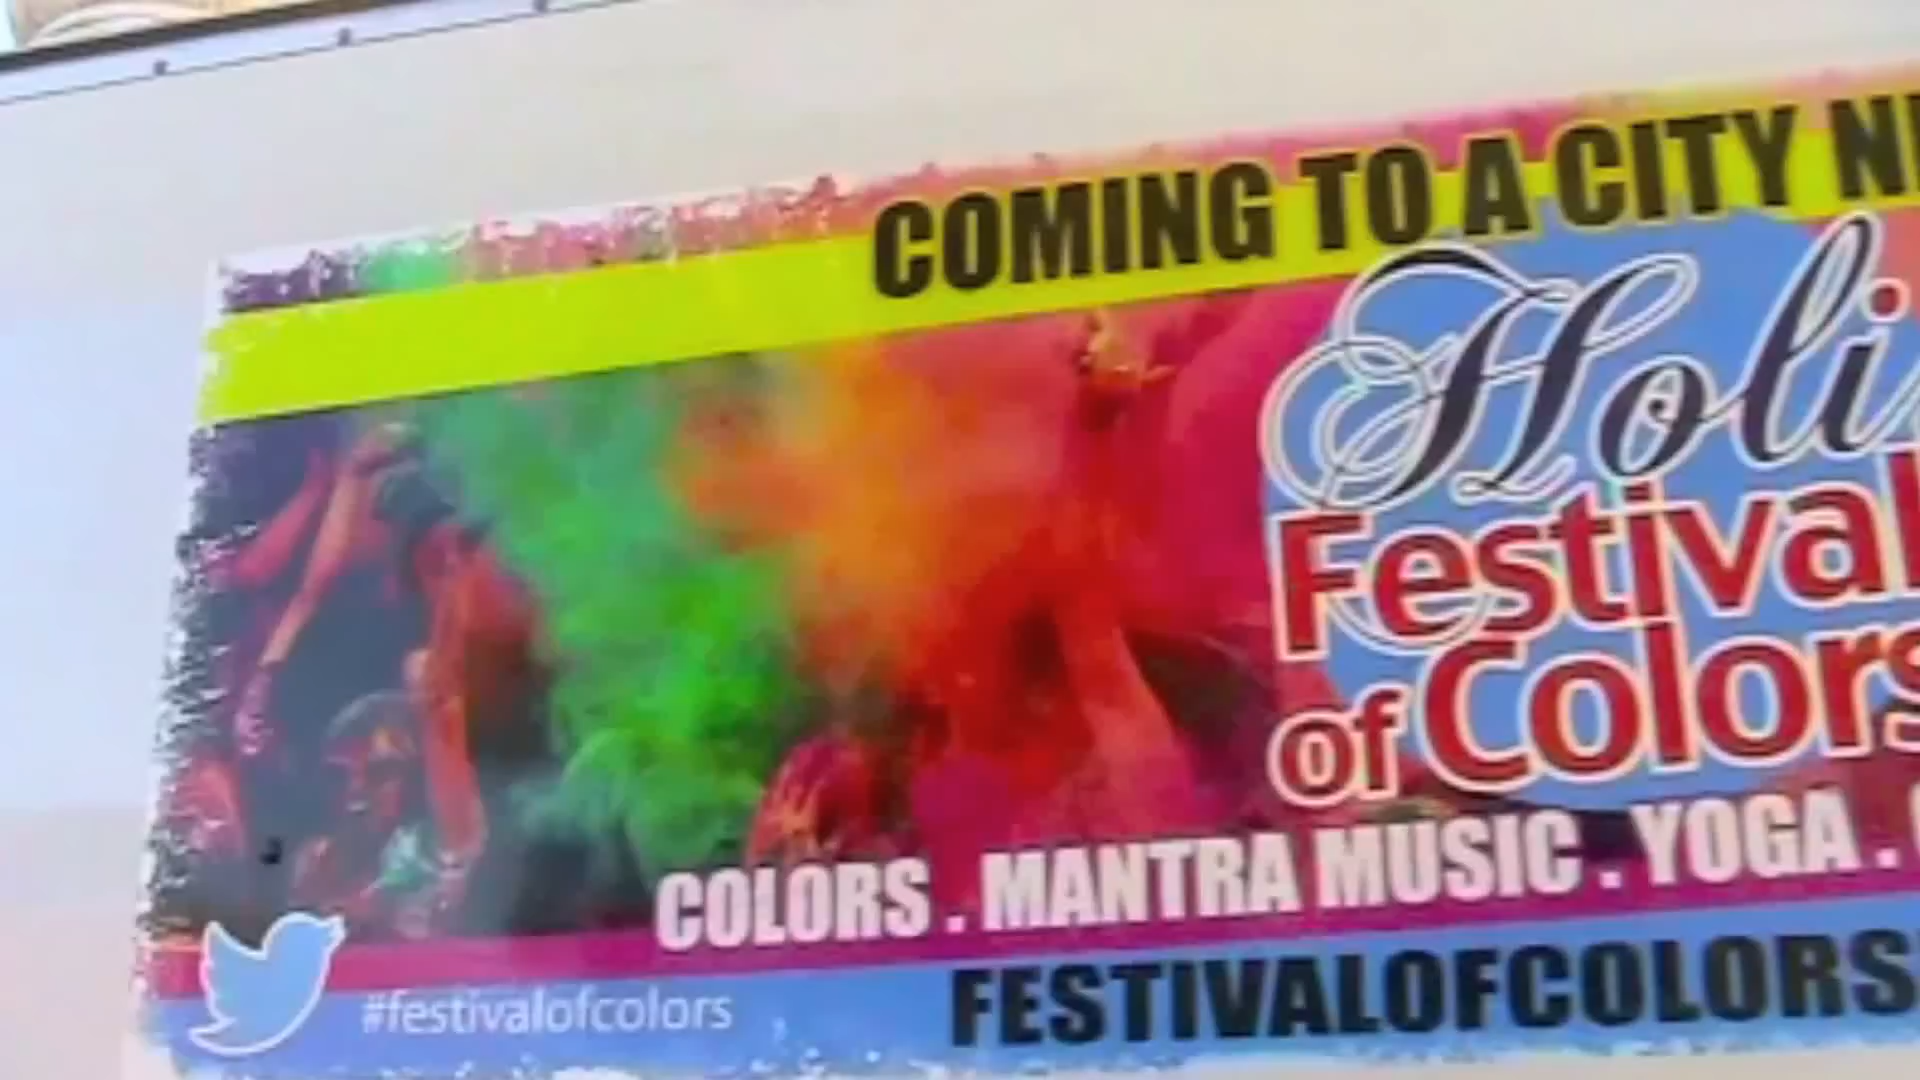 COMING TO A CITY
Holi
Festival
of Colors
COLORS . MANTRA MUSIC . YOGA .
FESTIVALOFCOLORS
#festivalofcolors